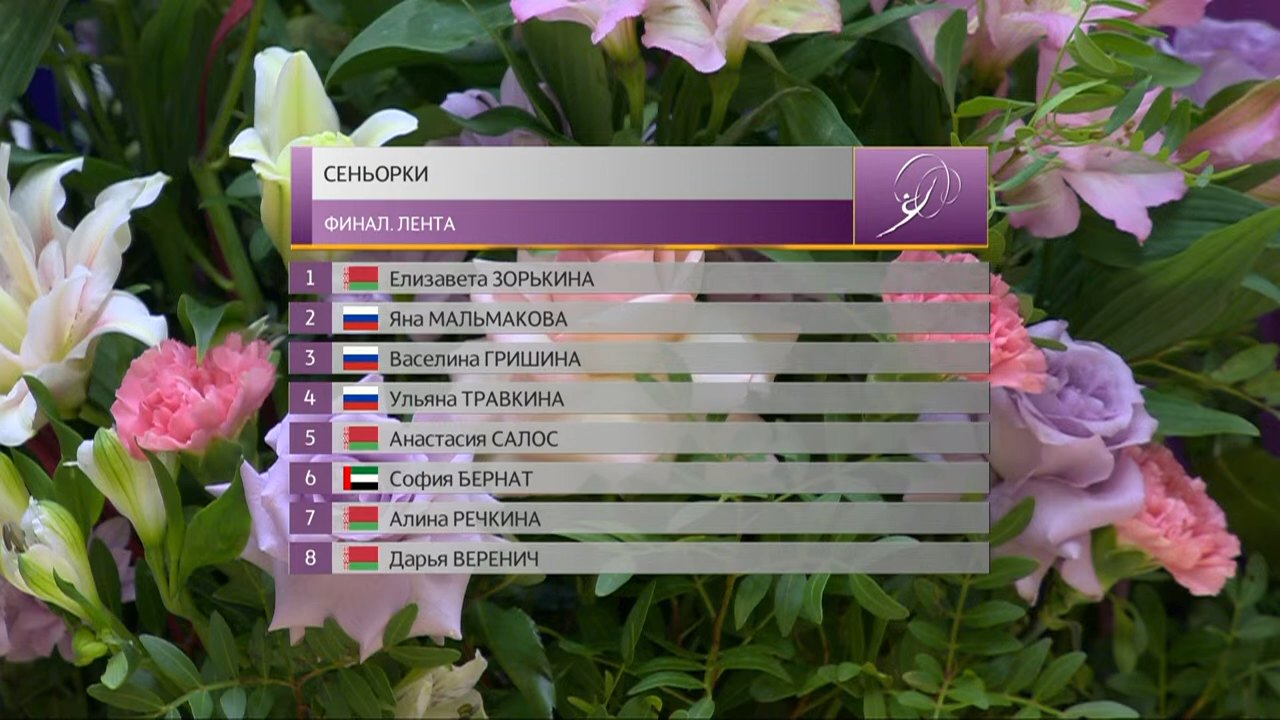 СЕНЬОРКИ
ФИНАЛ. ЛЕНТА
1 Елизавета ЗОРЬКИНА
2 Яна МАЛЬМАКОВА
3 Васелина ГРИШИНА
4 Ульяна ТРАВКИНА
5 Анастасия САЛОС
6 София БЕРНАТ
7 Алина РЕЧКИНА
8 Дарья ВЕРЕНИЧ